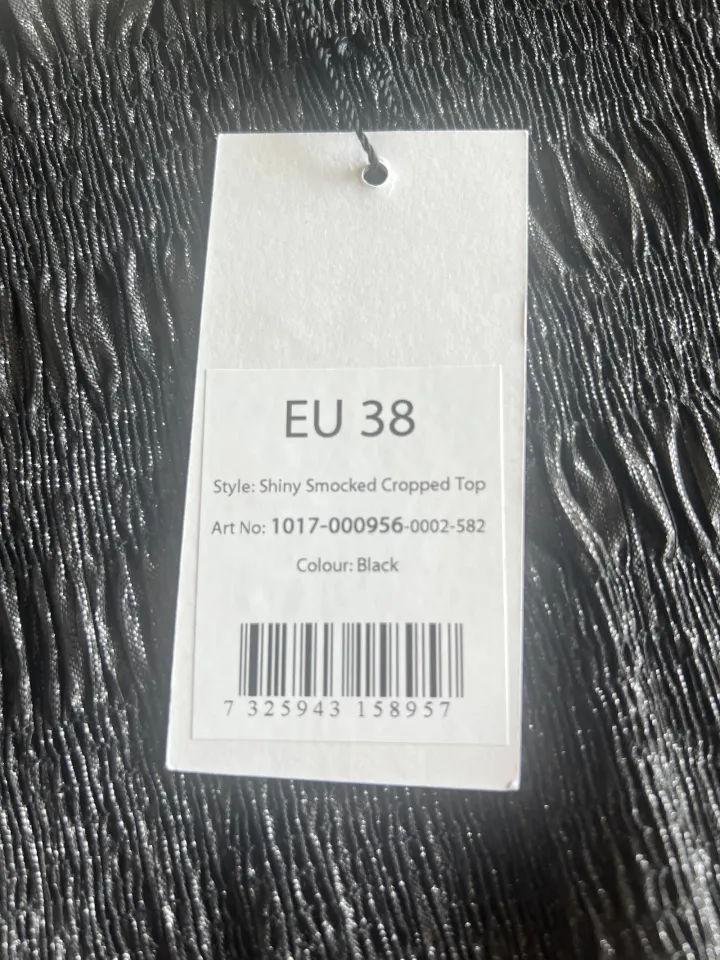 EU 38
Style: Shiny Smocked Cropped Top
Art No: 1017-000956-0002-582
Colour: Black
7 325943 158957